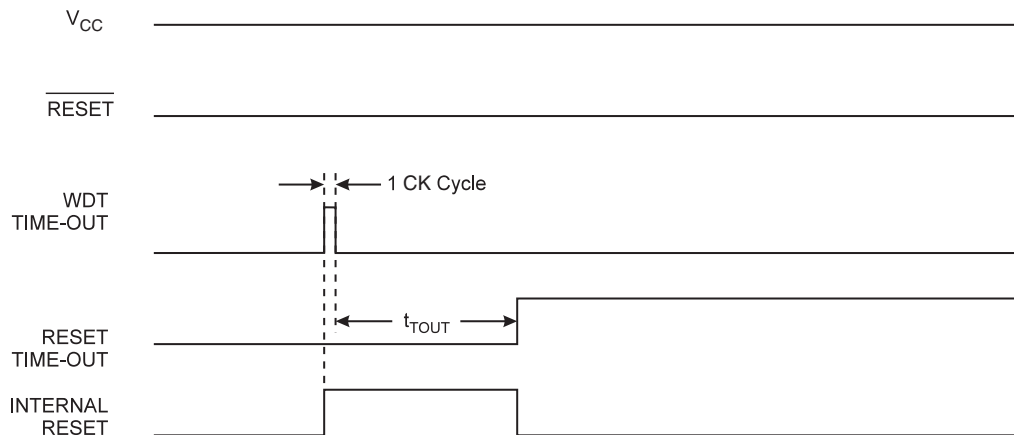 VCC
RESET
1 CK Cycle
WDT
TIME-OUT
tTOUT
RESET
TIME-OUT
INTERNAL
RESET